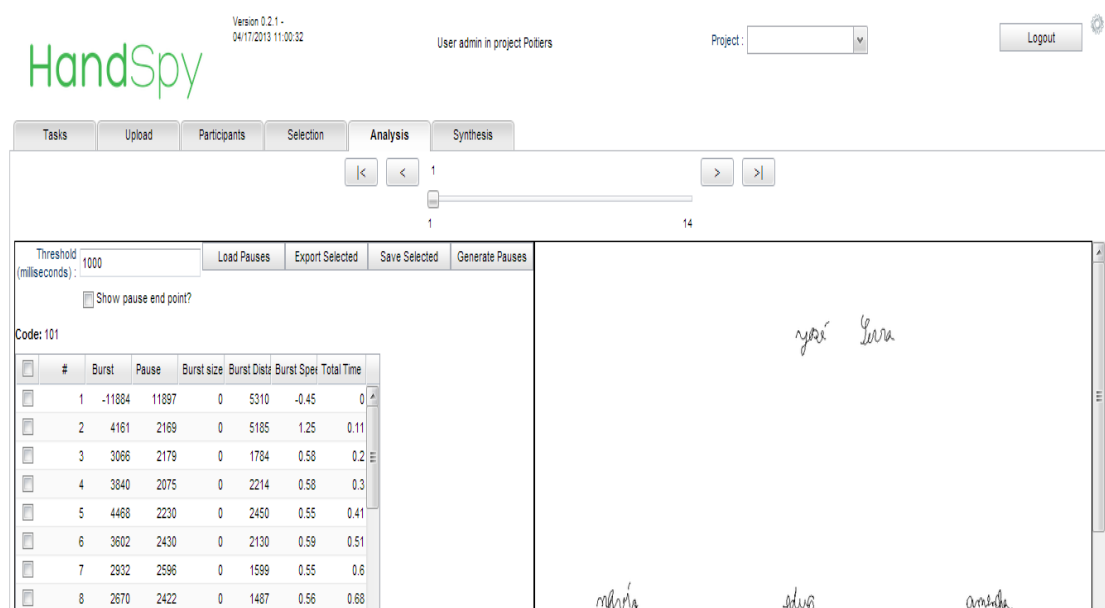 Version 0.2.1 -
04/17/2013 11:00:32
User admin in project Poitiers
Project :
Logout
HandSpy
Tasks Upload Participants Selection Analysis Synthesis
|< < 1 > >|
1 14
Threshold
(miliseconds) : 1000 Load Pauses Export Selected Save Selected Generate Pauses
Show pause end point?
Code: 101
# Burst Pause Burst size Burst Dista Burst Spee Total Time
1 -11884 11897 0 5310 -0.45 0
2 4161 2169 0 5185 1.25 0.11
3 3066 2179 0 1784 0.58 0.2
4 3840 2075 0 2214 0.58 0.3
5 4468 2230 0 2450 0.55 0.41
6 3602 2430 0 2130 0.59 0.51
7 2932 2596 0 1599 0.55 0.6
8 2670 2422 0 1487 0.56 0.68
josé Serra